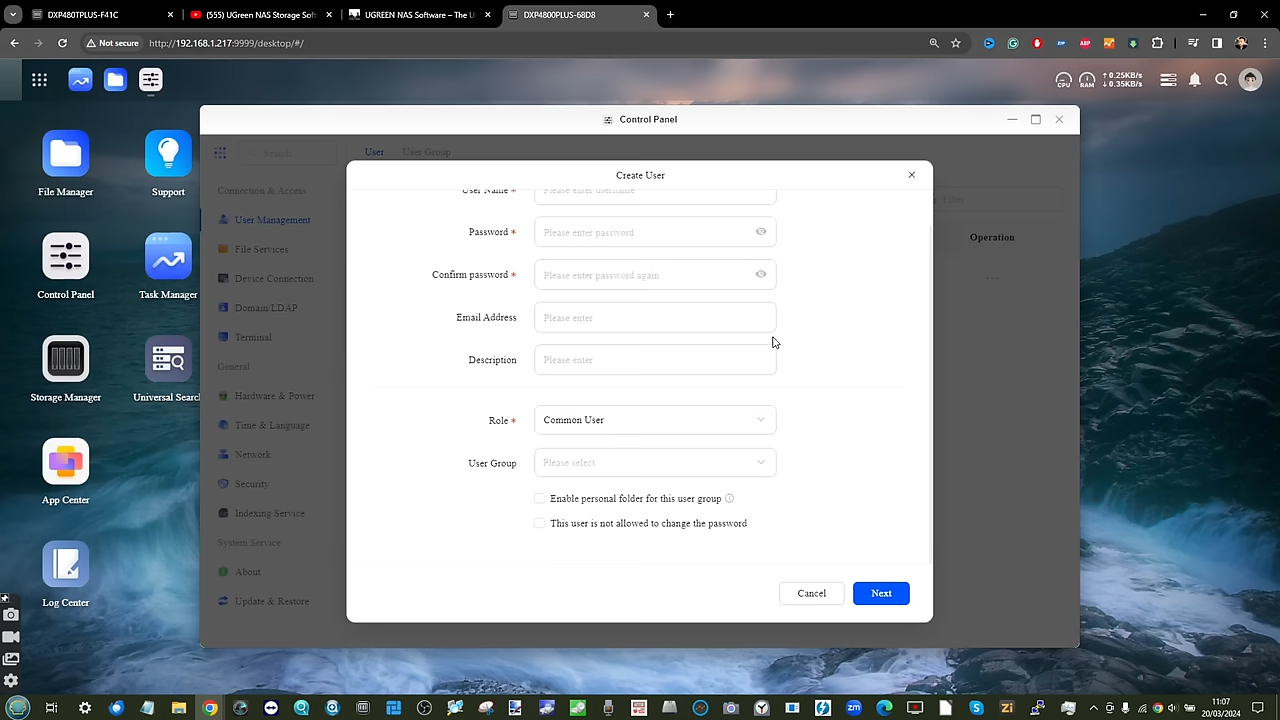 DXP480TPLUS-F41C
(555) UGreen NAS Storage Sof
UGREEN NAS Software – The U
DXP4800PLUS-68D8
Not secure
http://192.168.1.217:9999/desktop/#/
CPU
RAM
↑ 0.25KB/s
↓ 0.35KB/s
File Manager
Support
Control Panel
Task Manager
Storage Manager
Universal Searc
App Center
Log Center
Control Panel
Search
User
User Group
Connection & Access
User Management
File Services
Device Connection
Domain/LDAP
Terminal
General
Hardware & Power
Time & Language
Network
Security
Indexing Service
System Service
About
Update & Restore
Filter
Operation
Create User
User Name *
Please enter username
Password *
Please enter password
Confirm password *
Please enter password again
Email Address
Please enter
Description
Please enter
Role *
Common User
User Group
Please select
Enable personal folder for this user group
This user is not allowed to change the password
Cancel
Next
11:07
20/03/2024